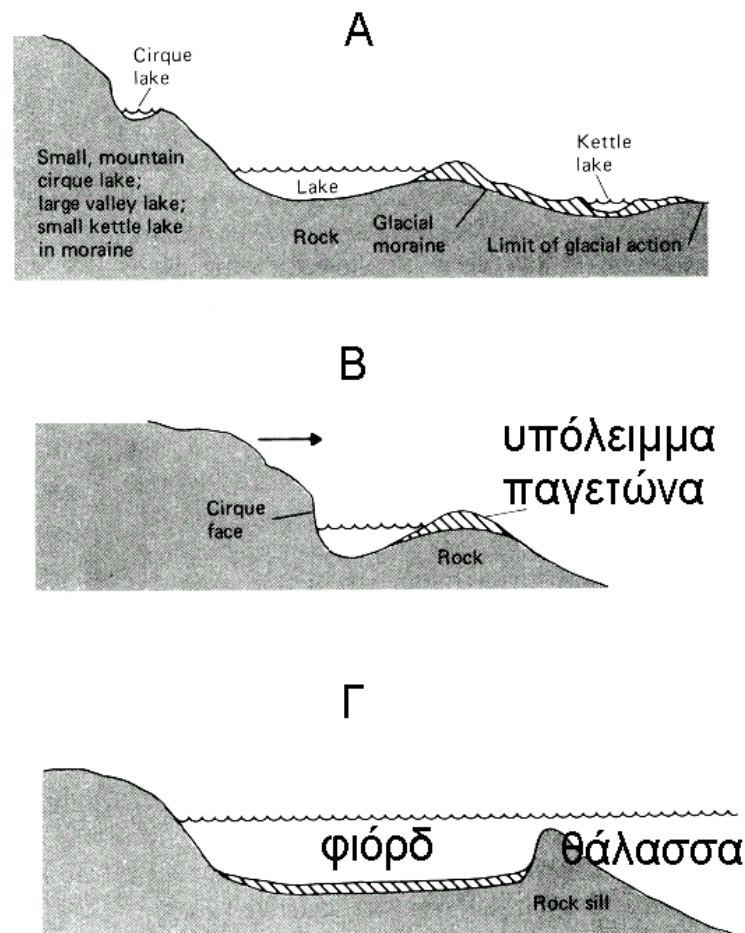 Α
Cirque
lake
Kettle
lake
Small, mountain
cirque lake;
large valley lake;
small kettle lake
in moraine
Lake
Rock
Glacial
moraine
Limit of glacial action
Β
υπόλειμμα
παγετώνα
Cirque
face
Rock
Γ
φιόρδ
θάλασσα
Rock sill